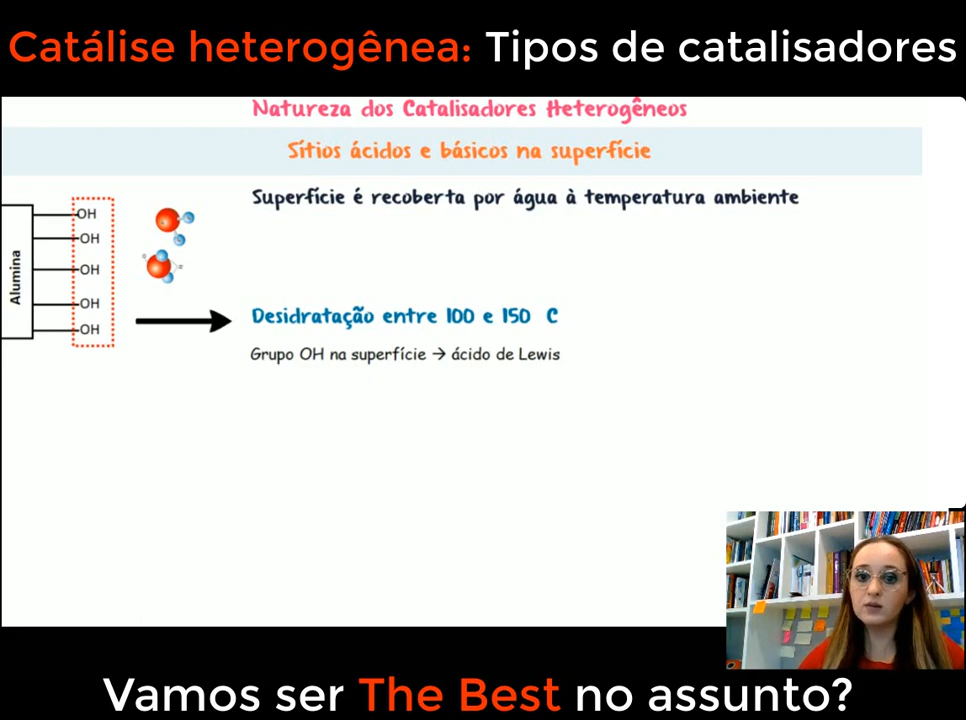 Catálise heterogênea: Tipos de catalisadores
Natureza dos Catalisadores Heterogêneos
Sítios ácidos e básicos na superfície
Superfície é recoberta por água à temperatura ambiente
Alumina
OH
OH
OH
OH
OH
Desidratação entre 100 e 150 C
Grupo OH na superfície → ácido de Lewis
Vamos ser The Best no assunto?